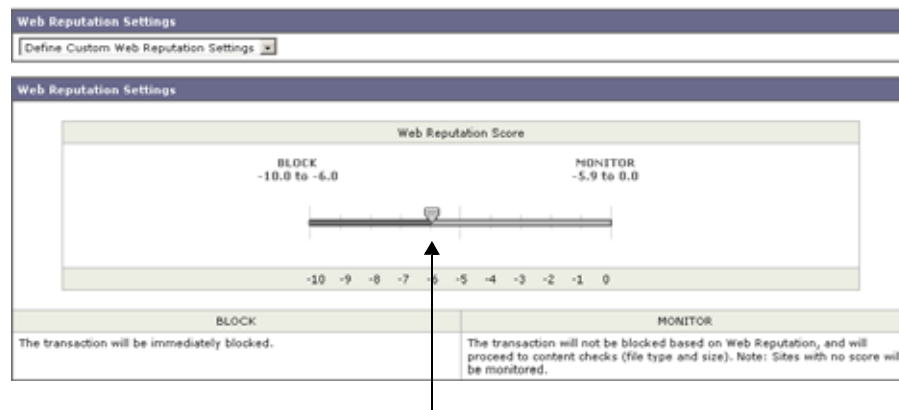 Web Reputation Settings
Define Custom Web Reputation Settings
Web Reputation Settings
Web Reputation Score
BLOCK
-10.0 to -6.0
MONITOR
-5.9 to 0.0
-10 -9 -8 -7 -6 -5 -4 -3 -2 -1 0
BLOCK
MONITOR
The transaction will be immediately blocked.
The transaction will not be blocked based on Web Reputation, and will
proceed to content checks (file type and size). Note: Sites with no score will
be monitored.